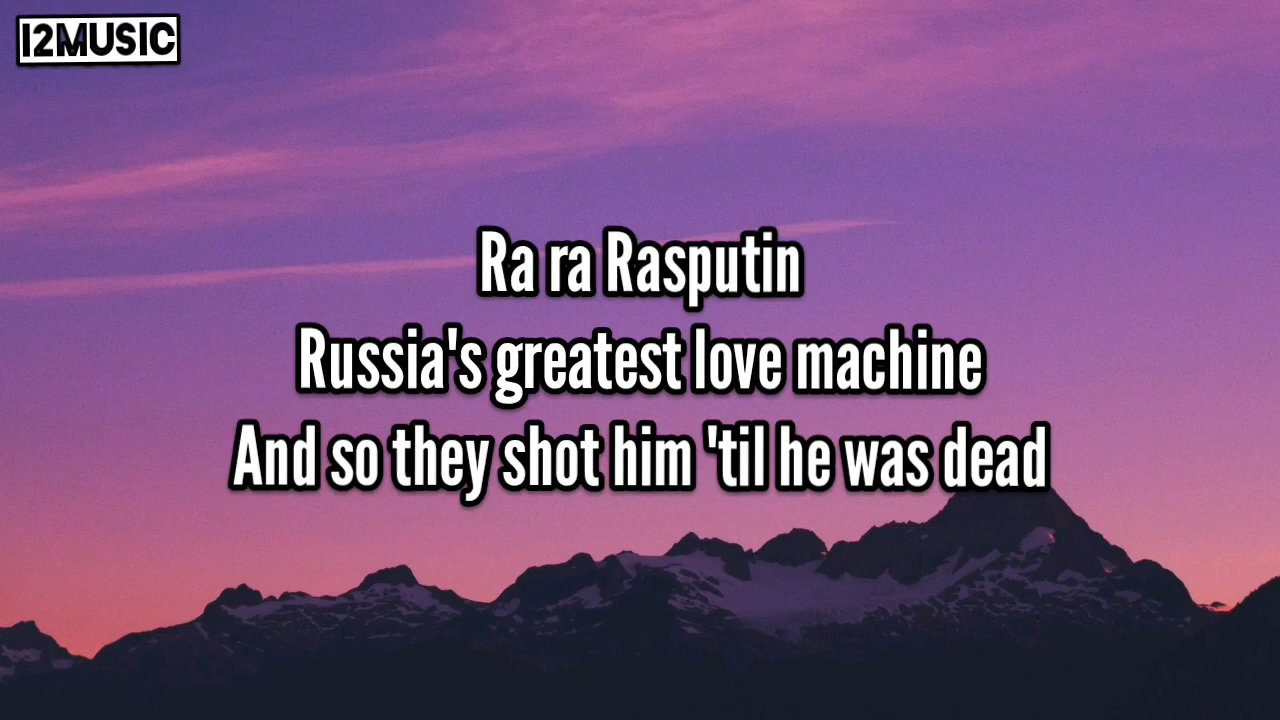 I2MUSIC
Ra ra Rasputin
Russia's greatest love machine
And so they shot him 'til he was dead